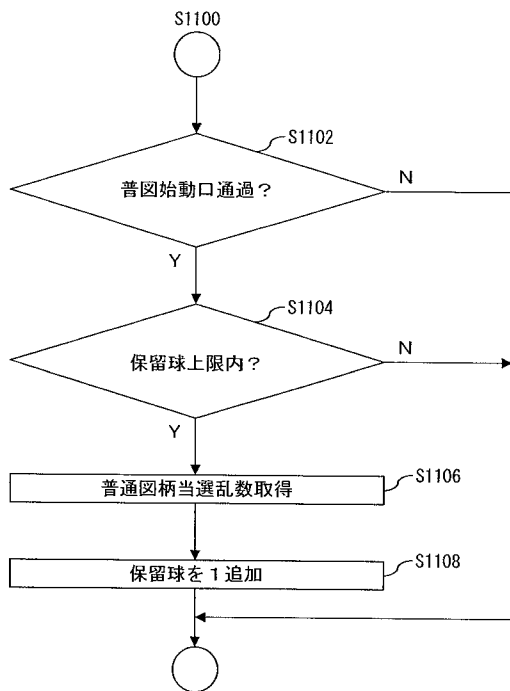 S1100
S1102
普図始動口通過？
N
Y
S1104
保留球上限内？
N
Y
S1106
普通図柄当選乱数取得
S1108
保留球を１追加